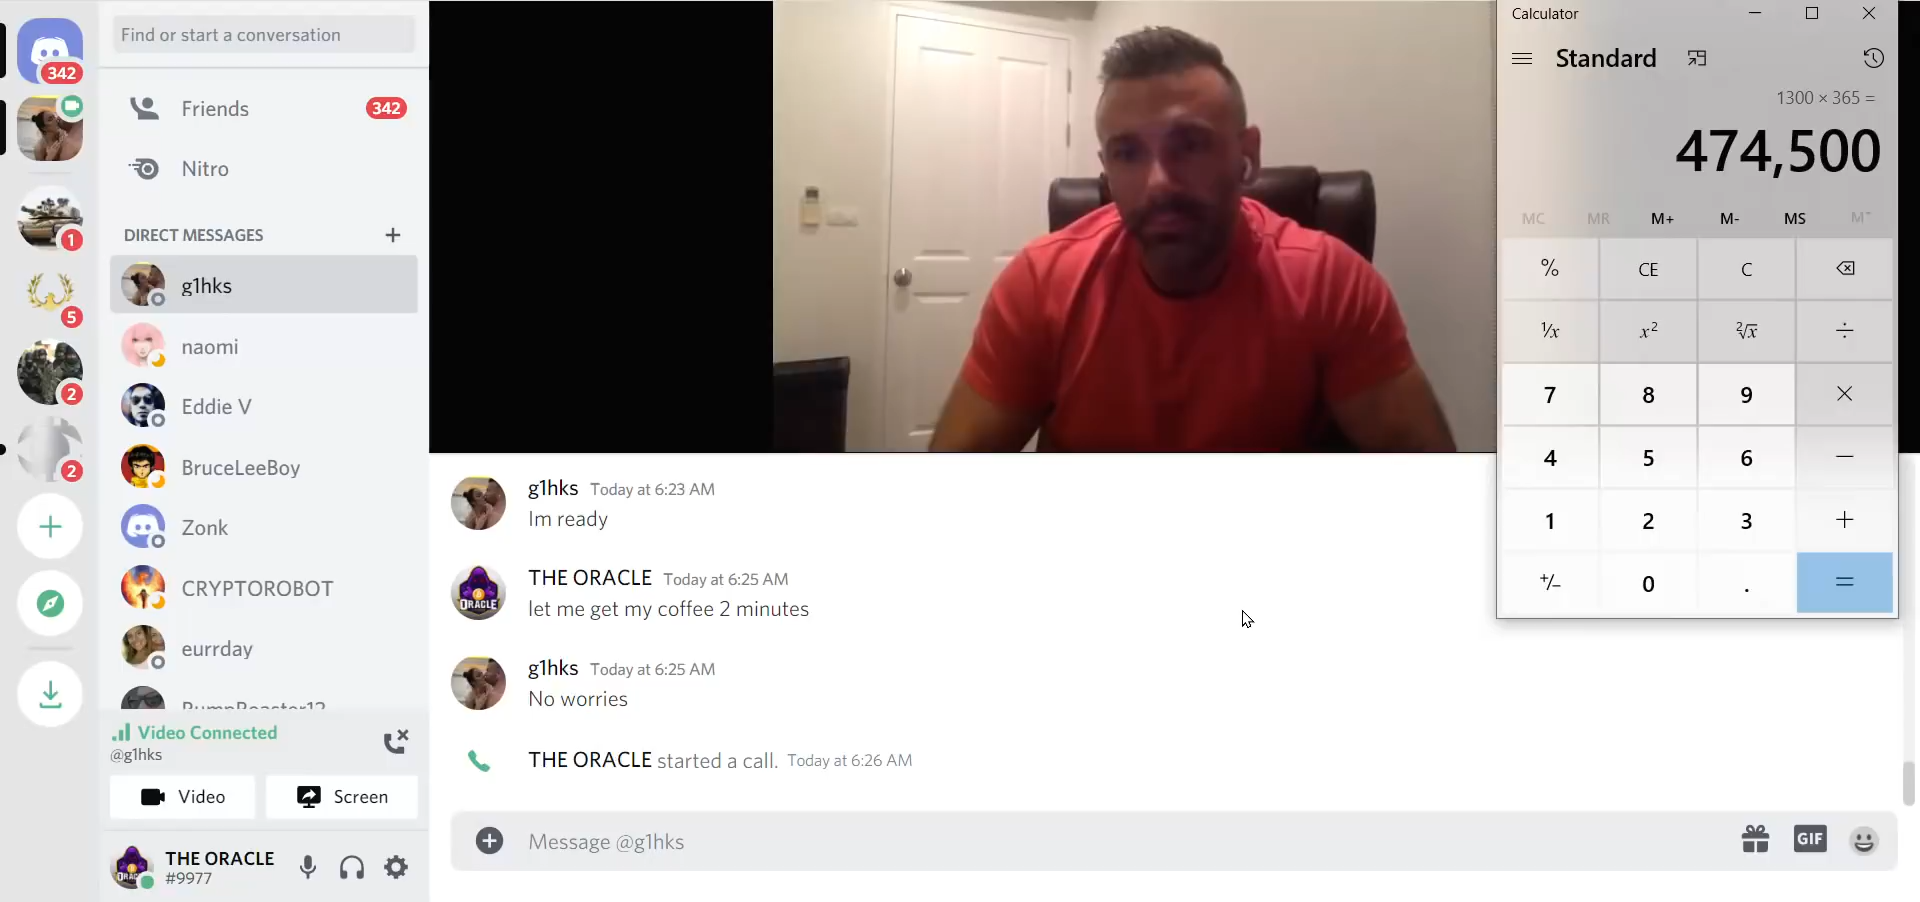 Find or start a conversation
342
Friends
342
Nitro
DIRECT MESSAGES
1
g1hks
5
naomi
2
Eddie V
2
BruceLeeBoy
Zonk
CRYPTOROBOT
eurrday
Video Connected
@g1hks
Video
Screen
THE ORACLE
#9977
g1hks Today at 6:23 AM
Im ready
ORACLE
THE ORACLE Today at 6:25 AM
let me get my coffee 2 minutes
g1hks Today at 6:25 AM
No worries
THE ORACLE started a call. Today at 6:26 AM
Message @g1hks
GIF
Calculator
Standard
1300 × 365 =
474,500
MC MR M+ M- MS M˅
% CE C
¹/x x² ²√x ÷
7 8 9 ×
4 5 6 −
1 2 3 +
+/− 0 . =